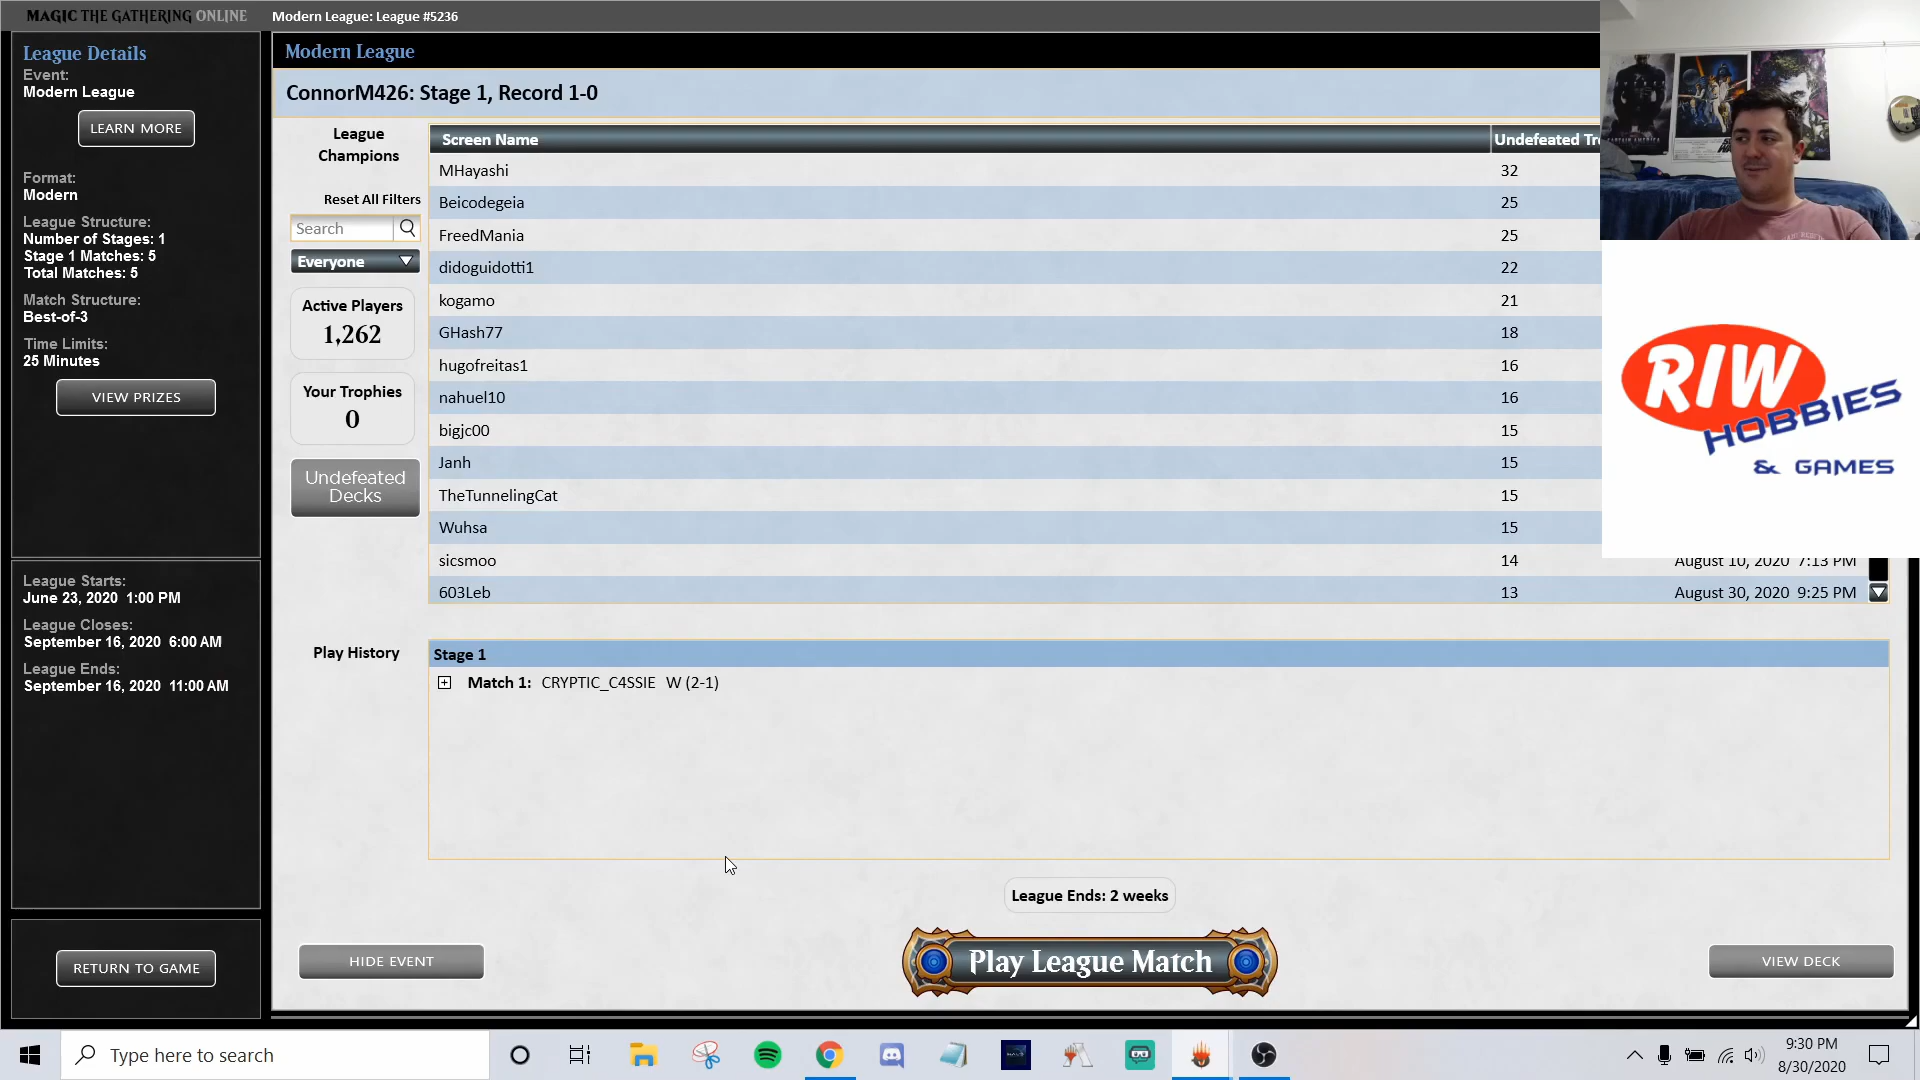 MAGIC THE GATHERING ONLINE
Modern League: League #5236
League Details
Event:
Modern League
LEARN MORE
Format:
Modern
League Structure:
Number of Stages: 1
Stage 1 Matches: 5
Total Matches: 5
Match Structure:
Best-of-3
Time Limits:
25 Minutes
VIEW PRIZES
League Starts:
June 23, 2020 1:00 PM
League Closes:
September 16, 2020 6:00 AM
League Ends:
September 16, 2020 11:00 AM
RETURN TO GAME
Modern League
ConnorM426: Stage 1, Record 1-0
League
Champions
Reset All Filters
Search
Everyone
Active Players
1,262
Your Trophies
0
Undefeated
Decks
Screen Name Undefeated Tro
MHayashi 32
Beicodegeia 25
FreedMania 25
didoguidotti1 22
kogamo 21
GHash77 18
hugofreitas1 16
nahuel10 16
bigjc00 15
Janh 15
TheTunnelingCat 15
Wuhsa 15
sicsmoo 14 August 10, 2020 7:13 PM
603Leb 13 August 30, 2020 9:25 PM
RIW
HOBBIES
& GAMES
Play History
Stage 1
Match 1: CRYPTIC_C4SSIE W (2-1)
League Ends: 2 weeks
HIDE EVENT
Play League Match
VIEW DECK
Type here to search
9:30 PM
8/30/2020